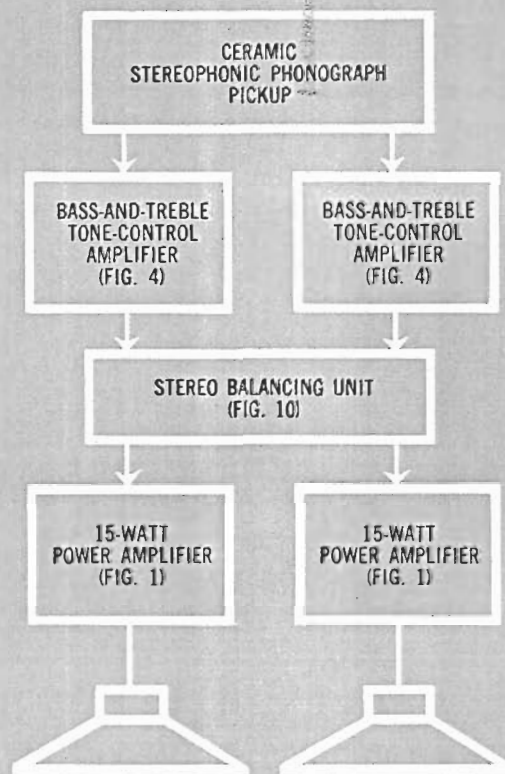 CERAMIC
STEREOPHONIC PHONOGRAPH
PICKUP
BASS-AND-TREBLE
TONE-CONTROL
AMPLIFIER
(FIG. 4)
BASS-AND-TREBLE
TONE-CONTROL
AMPLIFIER
(FIG. 4)
STEREO BALANCING UNIT
(FIG. 10)
15-WATT
POWER AMPLIFIER
(FIG. 1)
15-WATT
POWER AMPLIFIER
(FIG. 1)